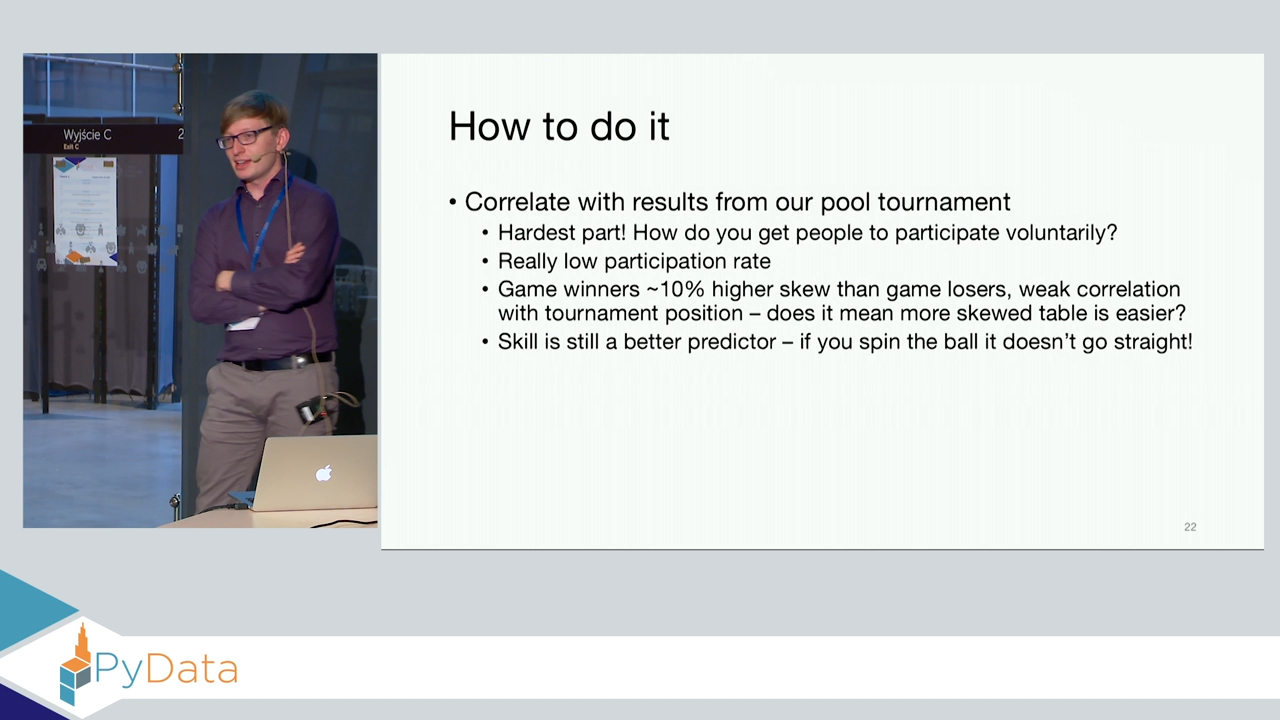 Wyjście C
2
Exit C
How to do it
• Correlate with results from our pool tournament
• Hardest part! How do you get people to participate voluntarily?
• Really low participation rate
• Game winners ~10% higher skew than game losers, weak correlation
with tournament position – does it mean more skewed table is easier?
• Skill is still a better predictor – if you spin the ball it doesn't go straight!
22
PyData